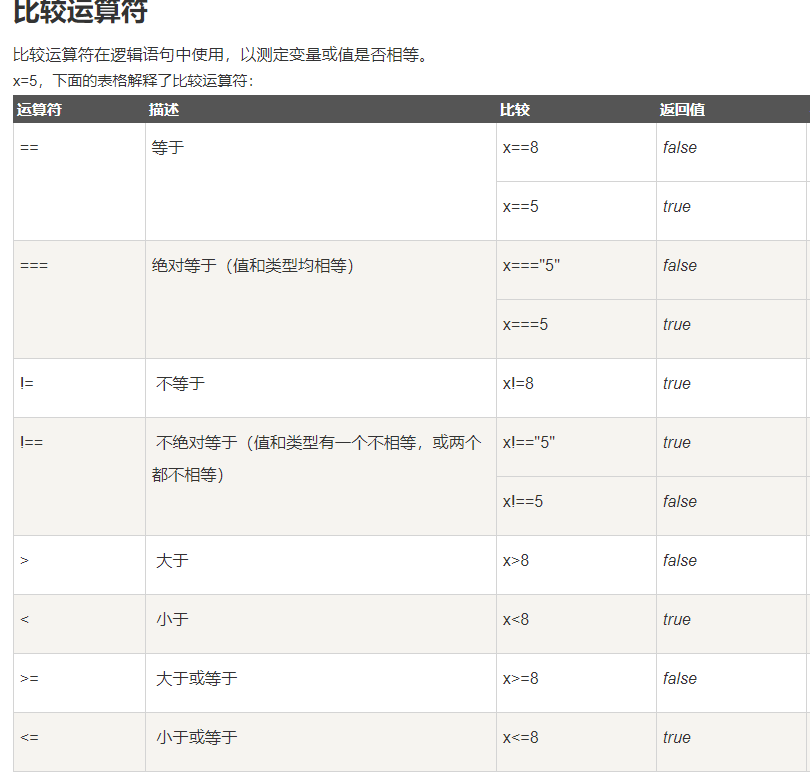 比较运算符
比较运算符在逻辑语句中使用，以测定变量或值是否相等。
x=5，下面的表格解释了比较运算符：
运算符 描述 比较 返回值
== 等于 x==8 false
x==5 true
=== 绝对等于（值和类型均相等） x==="5" false
x===5 true
!= 不等于 x!=8 true
!== 不绝对等于（值和类型有一个不相等，或两个 x!=="5" true
都不相等）
x!==5 false
> 大于 x>8 false
< 小于 x<8 true
>= 大于或等于 x>=8 false
<= 小于或等于 x<=8 true